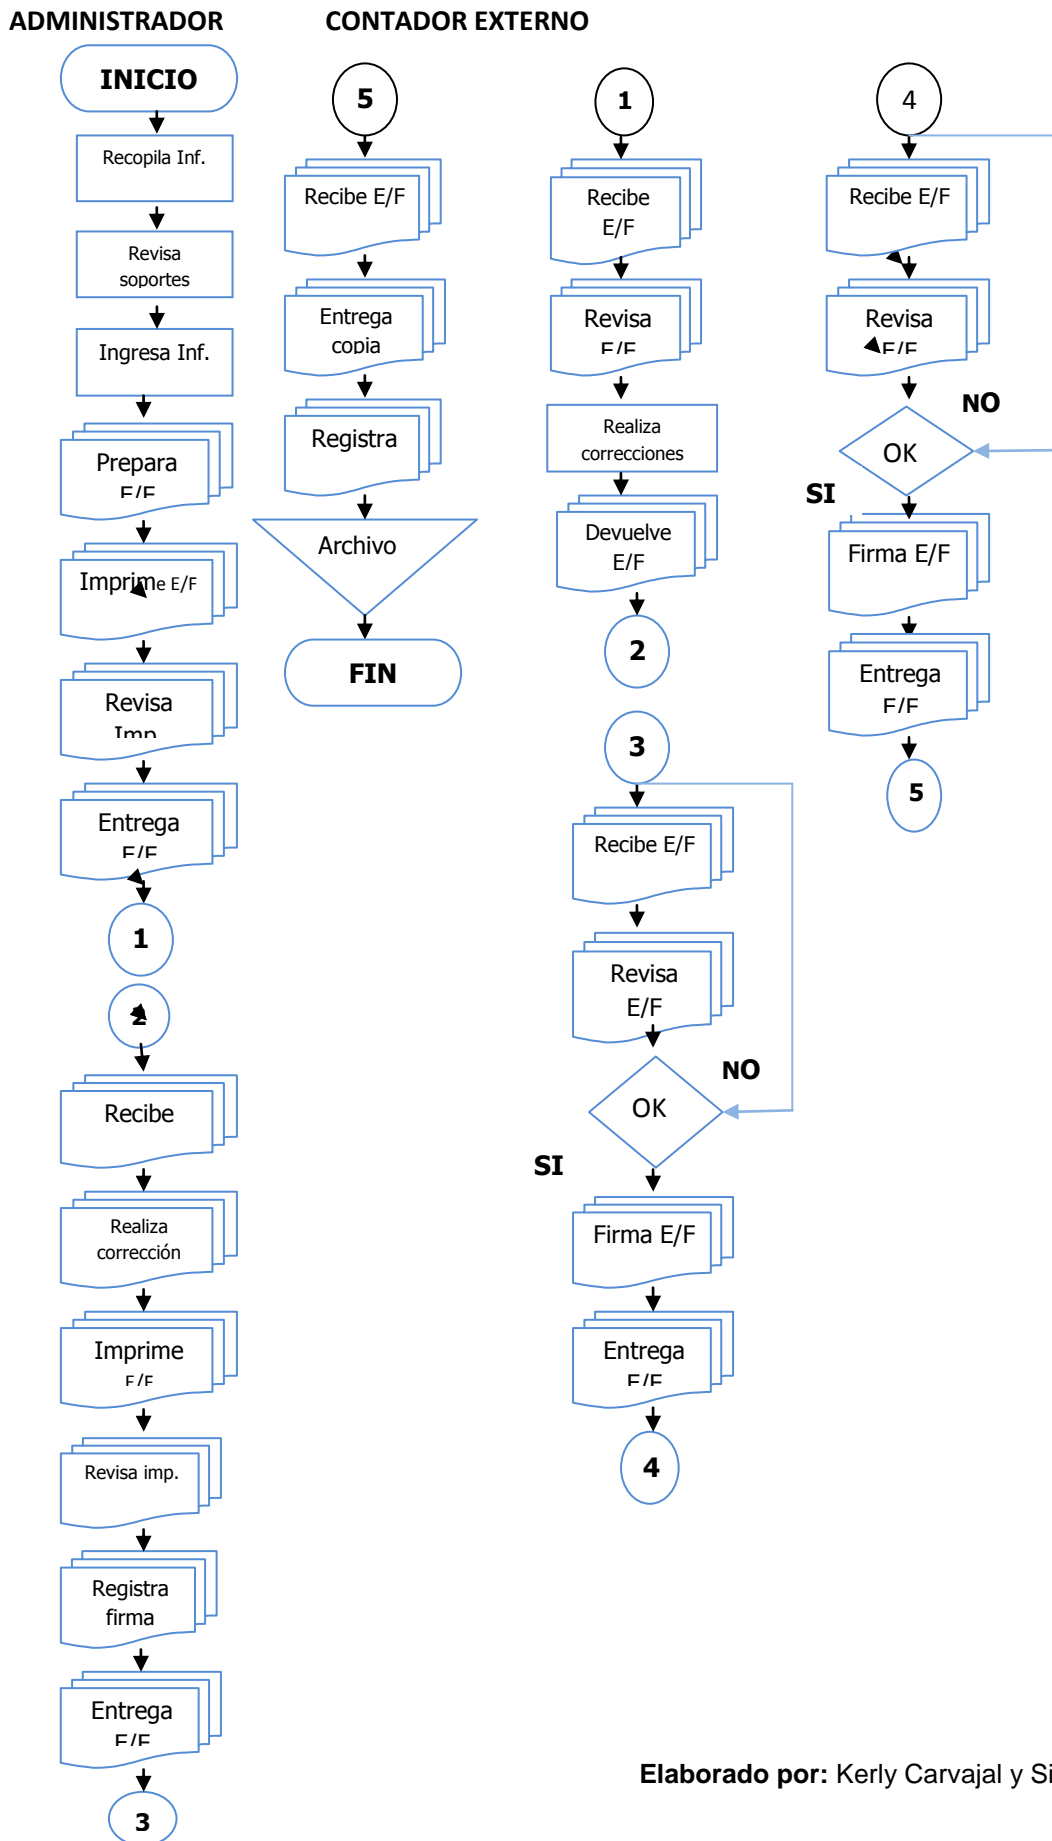 ADMINISTRADOR
CONTADOR EXTERNO
INICIO
Recopila Inf.
Revisa
soportes
Ingresa Inf.
Prepara
E/F
Imprime E/F
Revisa
Imp
Entrega
E/F
1
2
Recibe
Realiza
corrección
Imprime
E/F
Revisa imp.
Registra
firma
Entrega
E/F
3
5
Recibe E/F
Entrega
copia
Registra
Archivo
FIN
1
Recibe
E/F
Revisa
E/F
Realiza
correcciones
Devuelve
E/F
2
3
Recibe E/F
Revisa
E/F
NO
OK
SI
Firma E/F
Entrega
E/F
4
4
Recibe E/F
Revisa
E/F
NO
OK
SI
Firma E/F
Entrega
E/F
5
Elaborado por: Kerly Carvajal y Si